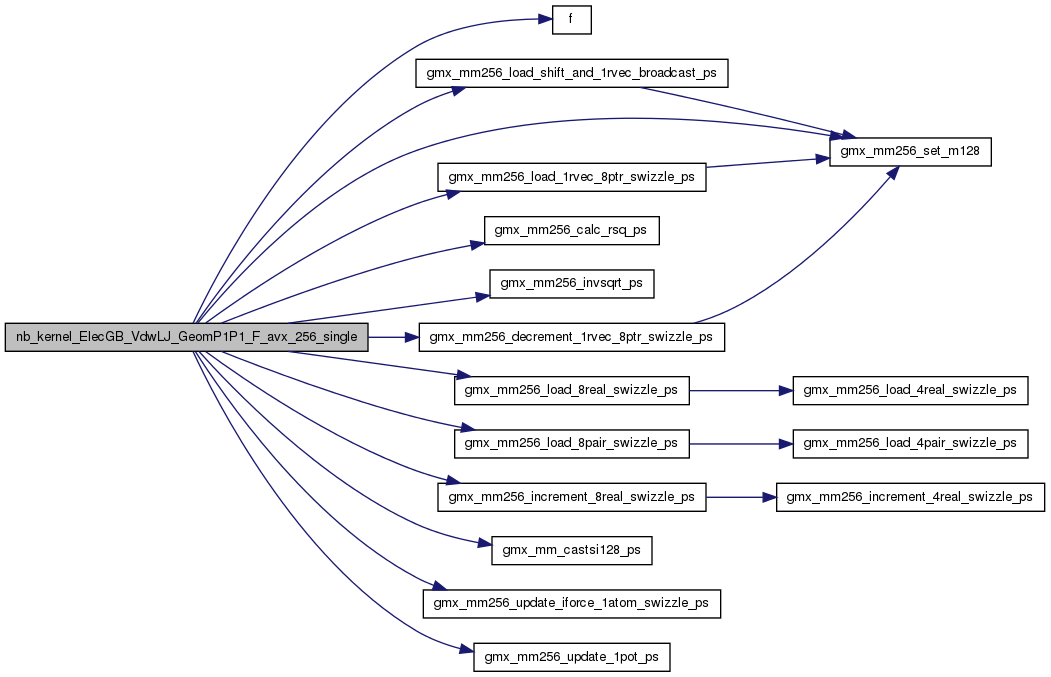 f
gmx_mm256_load_shift_and_1rvec_broadcast_ps
gmx_mm256_set_m128
gmx_mm256_load_1rvec_8ptr_swizzle_ps
gmx_mm256_calc_rsq_ps
gmx_mm256_invsqrt_ps
nb_kernel_ElecGB_VdwLJ_GeomP1P1_F_avx_256_single
gmx_mm256_decrement_1rvec_8ptr_swizzle_ps
gmx_mm256_load_8real_swizzle_ps
gmx_mm256_load_4real_swizzle_ps
gmx_mm256_load_8pair_swizzle_ps
gmx_mm256_load_4pair_swizzle_ps
gmx_mm256_increment_8real_swizzle_ps
gmx_mm256_increment_4real_swizzle_ps
gmx_mm_castsi128_ps
gmx_mm256_update_iforce_1atom_swizzle_ps
gmx_mm256_update_1pot_ps